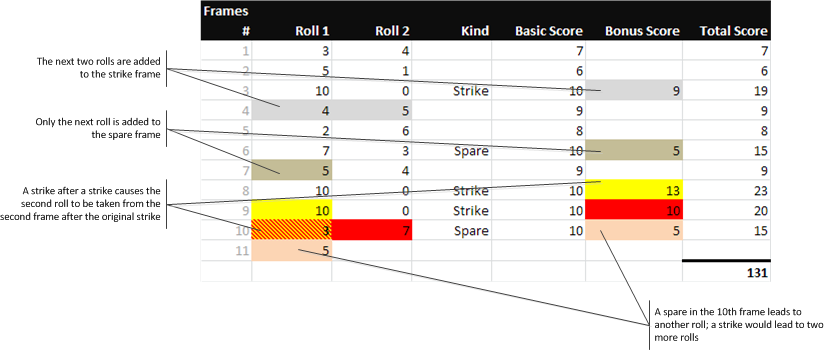 Frames
# Roll 1 Roll 2 Kind Basic Score Bonus Score Total Score
1 3 4 7 7
2 5 1 6 6
3 10 0 Strike 10 9 19
4 4 5 9 9
5 2 6 8 8
6 7 3 Spare 10 5 15
7 5 4 9 9
8 10 0 Strike 10 13 23
9 10 0 Strike 10 10 20
10 3 7 Spare 10 5 15
11 5
131
The next two rolls are added
to the strike frame
Only the next roll is added to
the spare frame
A strike after a strike causes the
second roll to be taken from the
second frame after the original strike
A spare in the 10th frame leads to
another roll; a strike would lead to two
more rolls